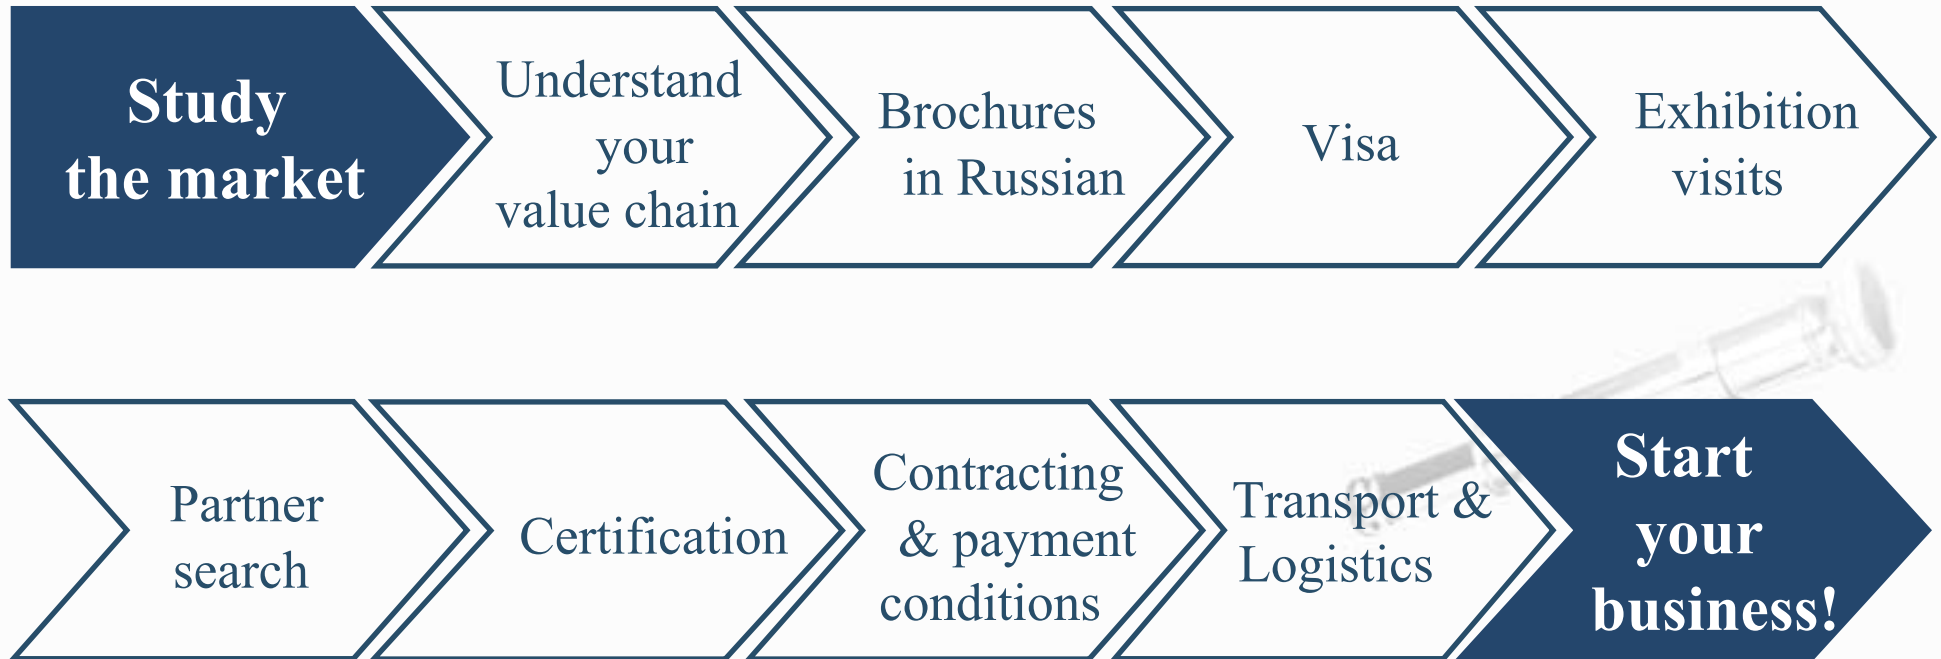 Study
the market
Understand
your
value chain
Brochures
in Russian
Visa
Exhibition
visits
Partner
search
Certification
Contracting
& payment
conditions
Transport &
Logistics
Start
your
business!